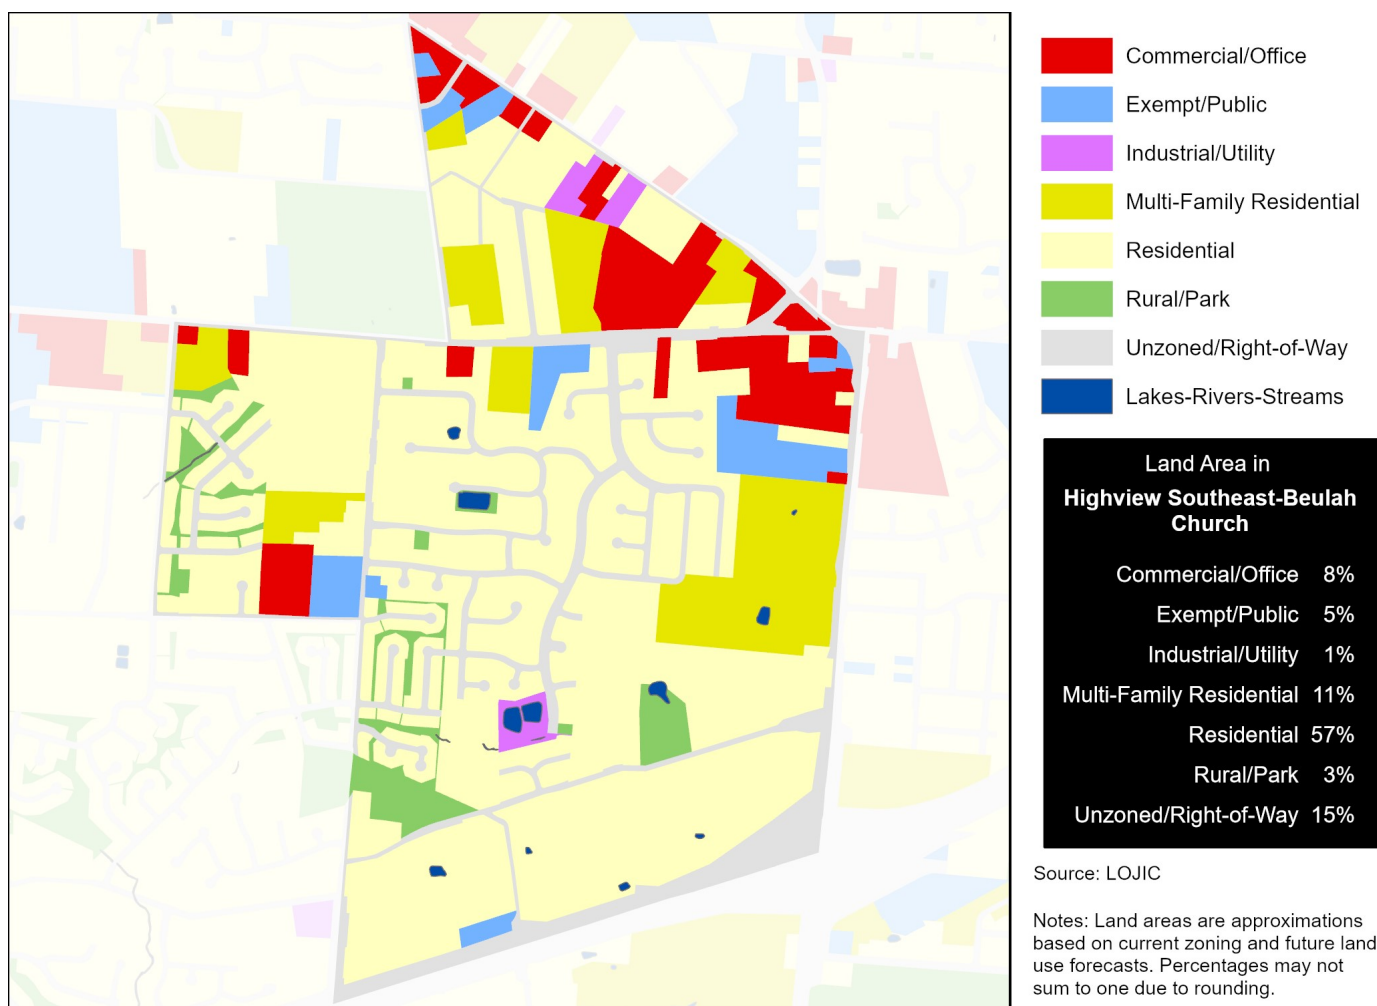 Commercial/Office
Exempt/Public
Industrial/Utility
Multi-Family Residential
Residential
Rural/Park
Unzoned/Right-of-Way
Lakes-Rivers-Streams
Land Area in
Highview Southeast-Beulah
Church
Commercial/Office 8%
Exempt/Public 5%
Industrial/Utility 1%
Multi-Family Residential 11%
Residential 57%
Rural/Park 3%
Unzoned/Right-of-Way 15%
Source: LOJIC
Notes: Land areas are approximations
based on current zoning and future land
use forecasts. Percentages may not
sum to one due to rounding.